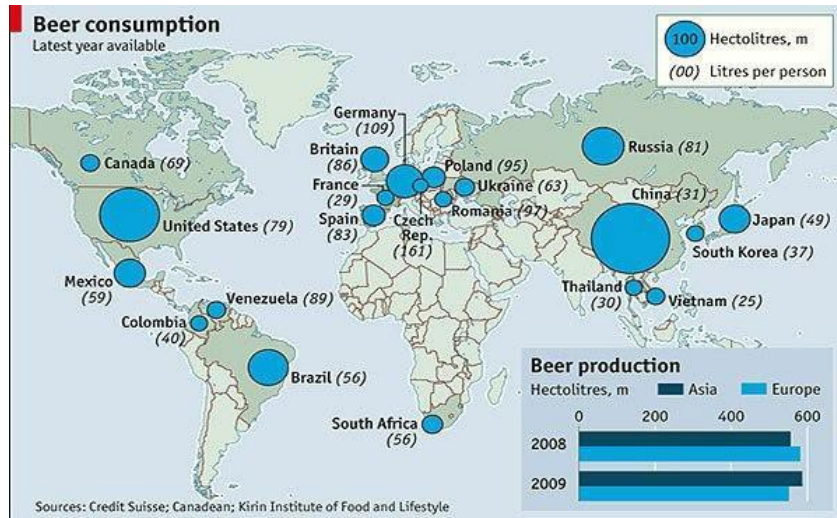 Beer consumption
Latest year available
100 Hectolitres, m
(00) Litres per person
Germany
(109)
Britain
(86)
Canada (69)
Poland (95)
Russia (81)
France
(29)
Ukraine (63)
China (31)
United States (79)
Spain
(83)
Czech
Rep.
(161)
Romania (97)
Japan (49)
South Korea (37)
Mexico
(59)
Venezuela (89)
Thailand
(30)
Vietnam (25)
Colombia
(40)
Brazil (56)
South Africa
(56)
Beer production
Hectolitres, m Asia Europe
0 200 400 600
2008
2009
Sources: Credit Suisse; Canadean; Kirin Institute of Food and Lifestyle